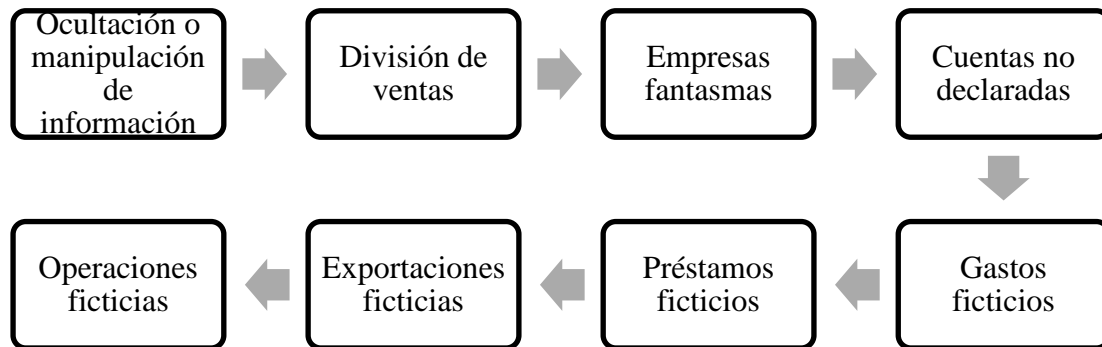 Ocultación o
manipulación
de
información
División de
ventas
Empresas
fantasmas
Cuentas no
declaradas
Gastos
ficticios
Préstamos
ficticios
Exportaciones
ficticias
Operaciones
ficticias